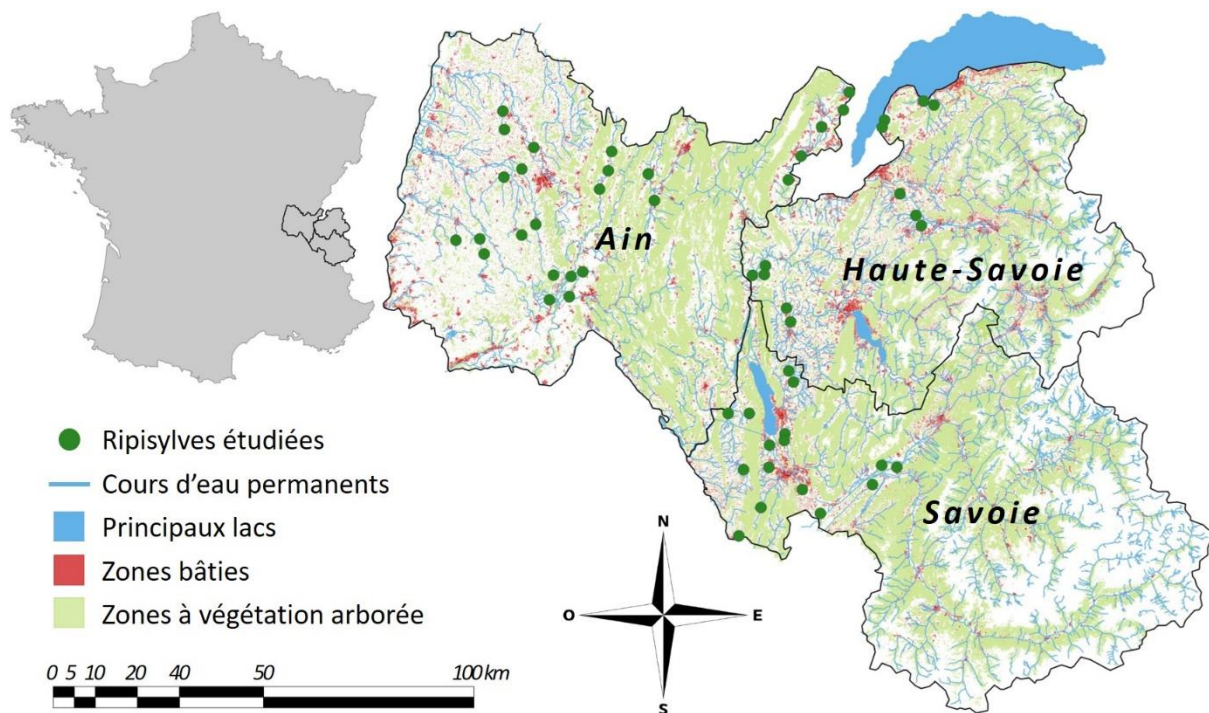 Ain
Haute-Savoie
Savoie
Ripisylves étudiées
Cours d'eau permanents
Principaux lacs
Zones bâties
Zones à végétation arborée
0 5 10 20 40 50 100 km
N
O
E
S